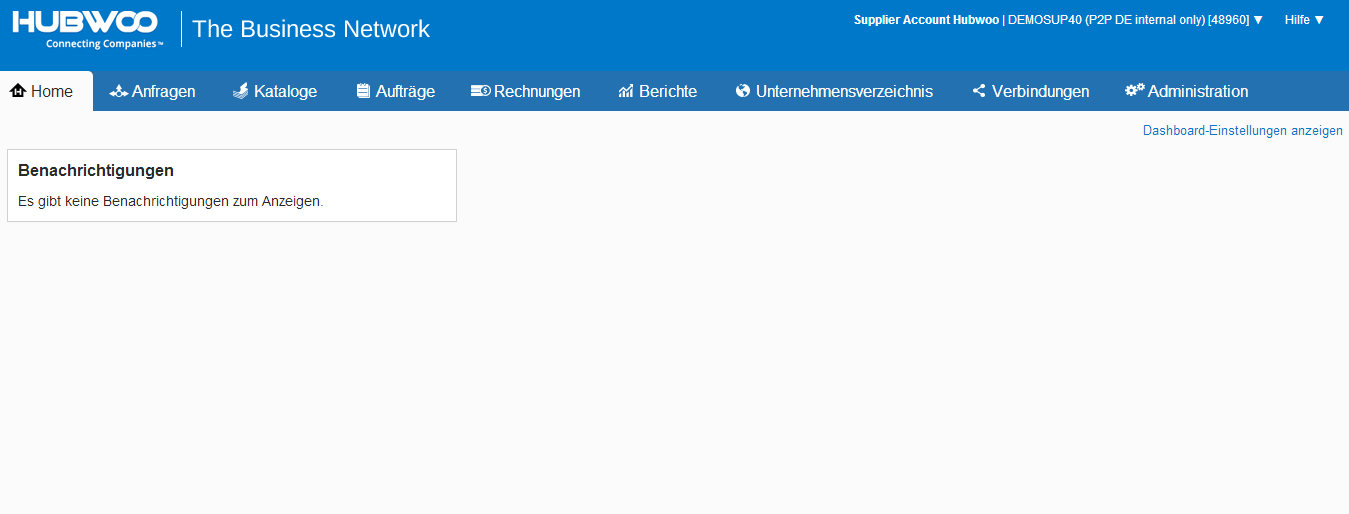 HUBWOO
Connecting Companies™
The Business Network
Supplier Account Hubwoo | DEMOSUP40 (P2P DE internal only) [48960] ▼
Hilfe ▼
Home
Anfragen
Kataloge
Aufträge
Rechnungen
Berichte
Unternehmensverzeichnis
Verbindungen
Administration
Dashboard-Einstellungen anzeigen
Benachrichtigungen
Es gibt keine Benachrichtigungen zum Anzeigen.